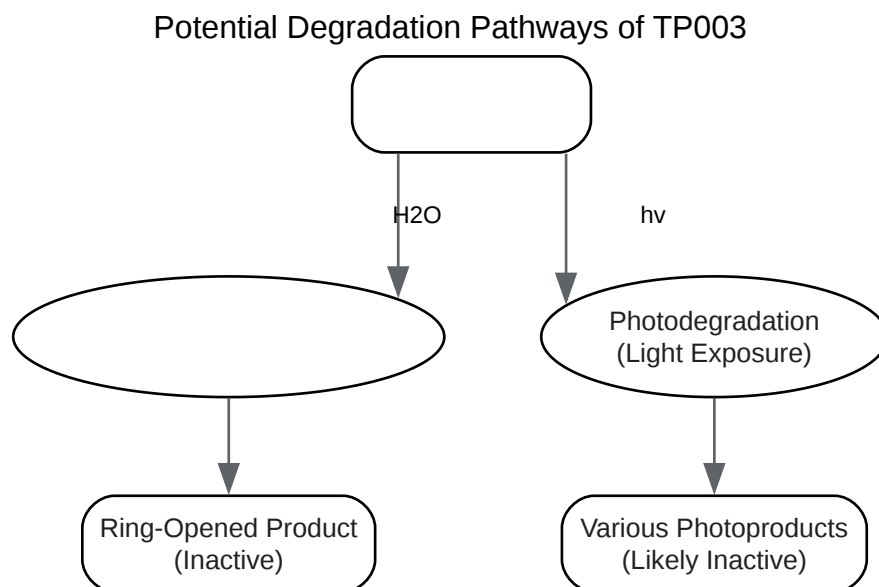 Potential Degradation Pathways of TP003
H2O
hv
Photodegradation
(Light Exposure)
Ring-Opened Product
(Inactive)
Various Photoproducts
(Likely Inactive)